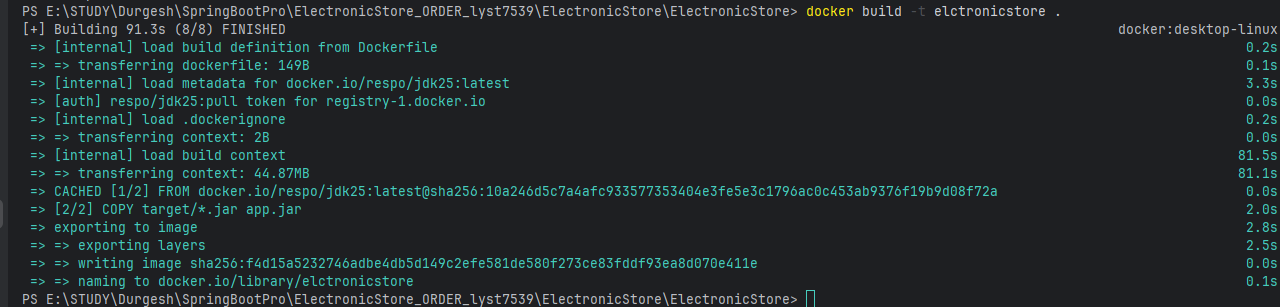 PS E:\STUDY\Durgesh\SpringBootPro\ElectronicStore_ORDER_lyst7539\ElectronicStore\ElectronicStore> docker build -t elctronicstore .
[+] Building 91.3s (8/8) FINISHED docker:desktop-linux
=> [internal] load build definition from Dockerfile 0.2s
=> => transferring dockerfile: 149B 0.1s
=> [internal] load metadata for docker.io/respo/jdk25:latest 3.3s
=> [auth] respo/jdk25:pull token for registry-1.docker.io 0.0s
=> [internal] load .dockerignore 0.2s
=> => transferring context: 2B 0.0s
=> [internal] load build context 81.5s
=> => transferring context: 44.87MB 81.1s
=> CACHED [1/2] FROM docker.io/respo/jdk25:latest@sha256:10a246d5c7a4afc933577353404e3fe5e3c1796ac0c453ab9376f19b9d08f72a 0.0s
=> [2/2] COPY target/*.jar app.jar 2.0s
=> exporting to image 2.8s
=> => exporting layers 2.5s
=> => writing image sha256:f4d15a5232746adbe4db5d149c2efe581de580f273ce83fddf93ea8d070e411e 0.0s
=> => naming to docker.io/library/elctronicstore 0.1s
PS E:\STUDY\Durgesh\SpringBootPro\ElectronicStore_ORDER_lyst7539\ElectronicStore\ElectronicStore>